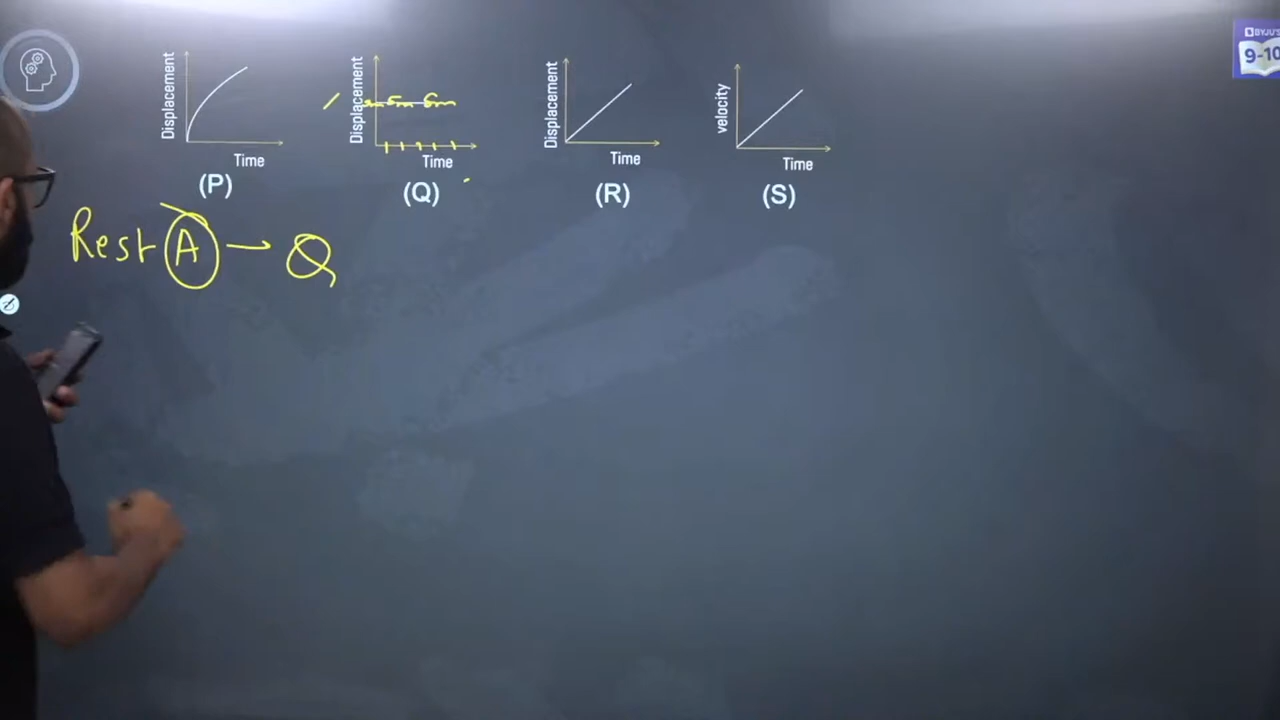 BYJU'S
9-10
Displacement
Time
(P)
Displacement
5m 5m
Time
(Q)
Displacement
Time
(R)
velocity
Time
(S)
Rest A → Q